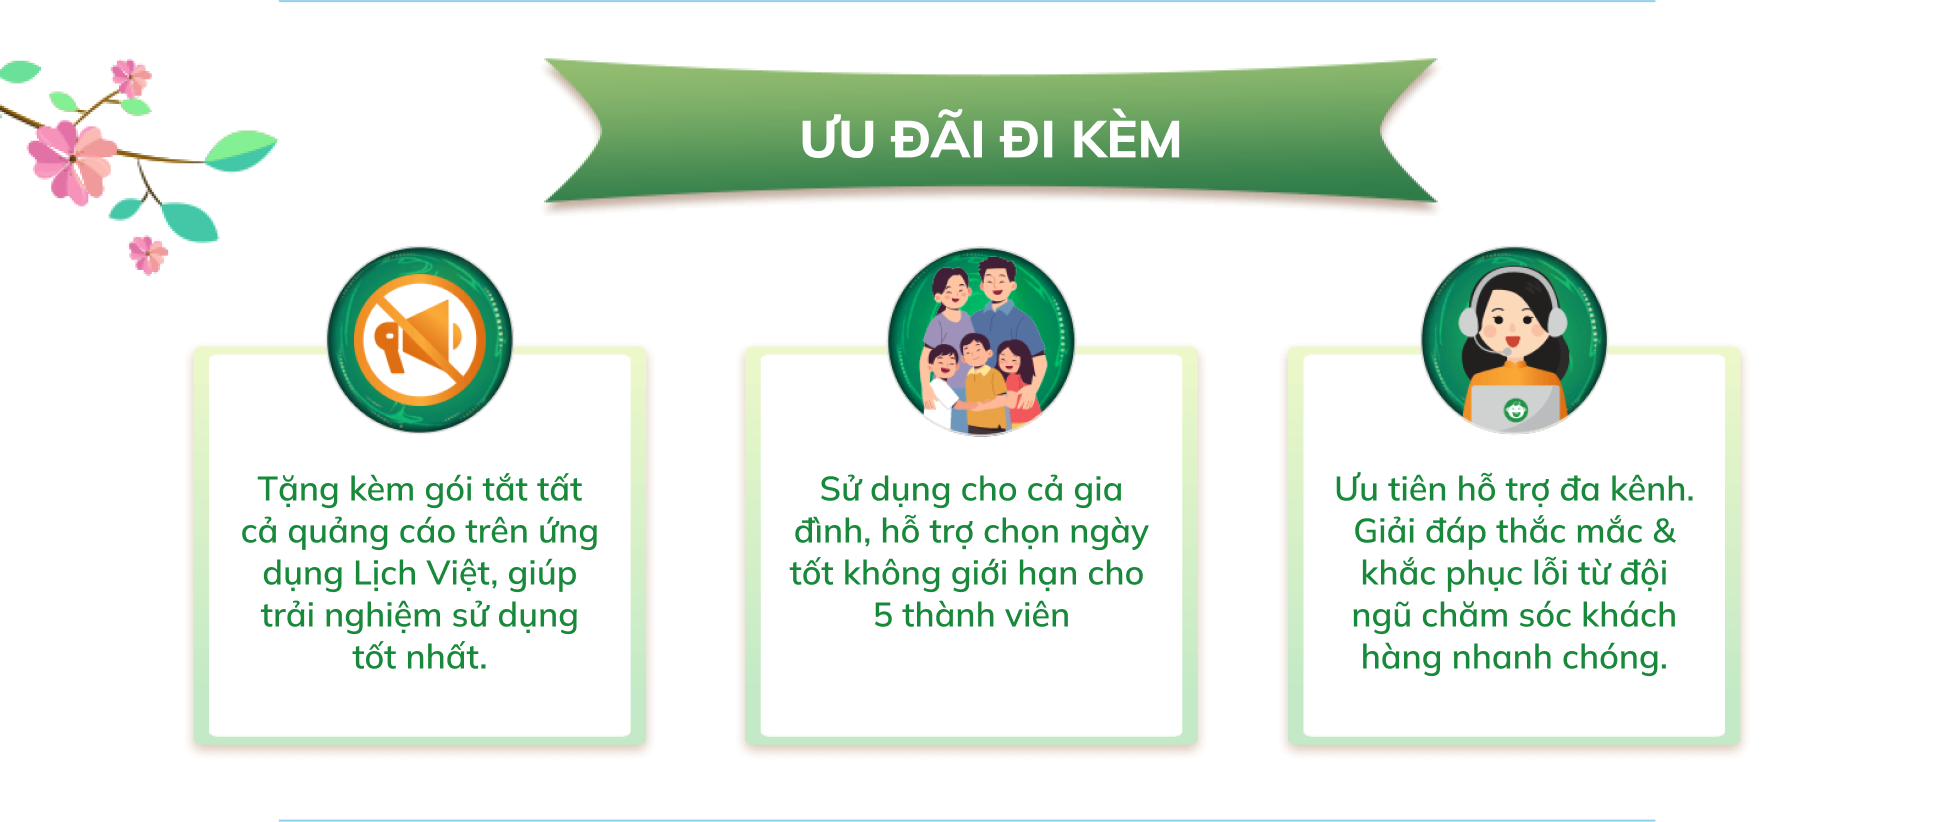 ƯU ĐÃI ĐI KÈM
Tặng kèm gói tắt tất
cả quảng cáo trên ứng
dụng Lịch Việt, giúp
trải nghiệm sử dụng
tốt nhất.
Sử dụng cho cả gia
đình, hỗ trợ chọn ngày
tốt không giới hạn cho
5 thành viên
Ưu tiên hỗ trợ đa kênh.
Giải đáp thắc mắc &
khắc phục lỗi từ đội
ngũ chăm sóc khách
hàng nhanh chóng.